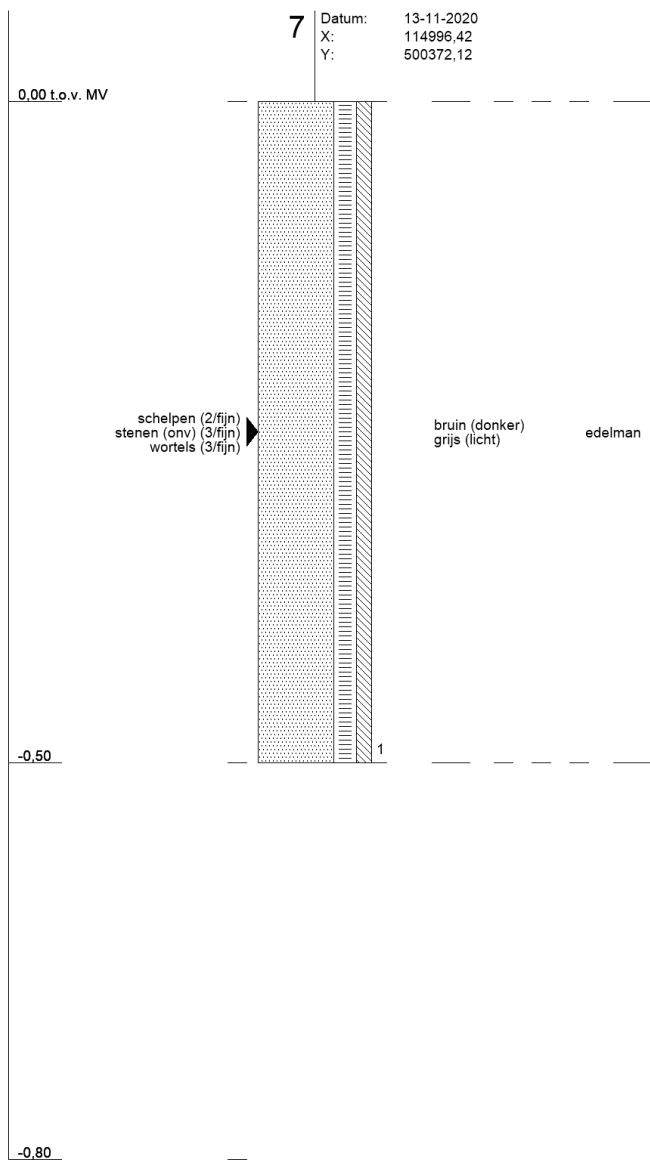 7
Datum: 13-11-2020
X: 114996,42
Y: 500372,12
0,00 t.o.v. MV
schelpen (2/fijn)
stenen (onv) (3/fijn)
wortels (3/fijn)
bruin (donker)
grijs (licht)
edelman
1
-0,50
-0,80